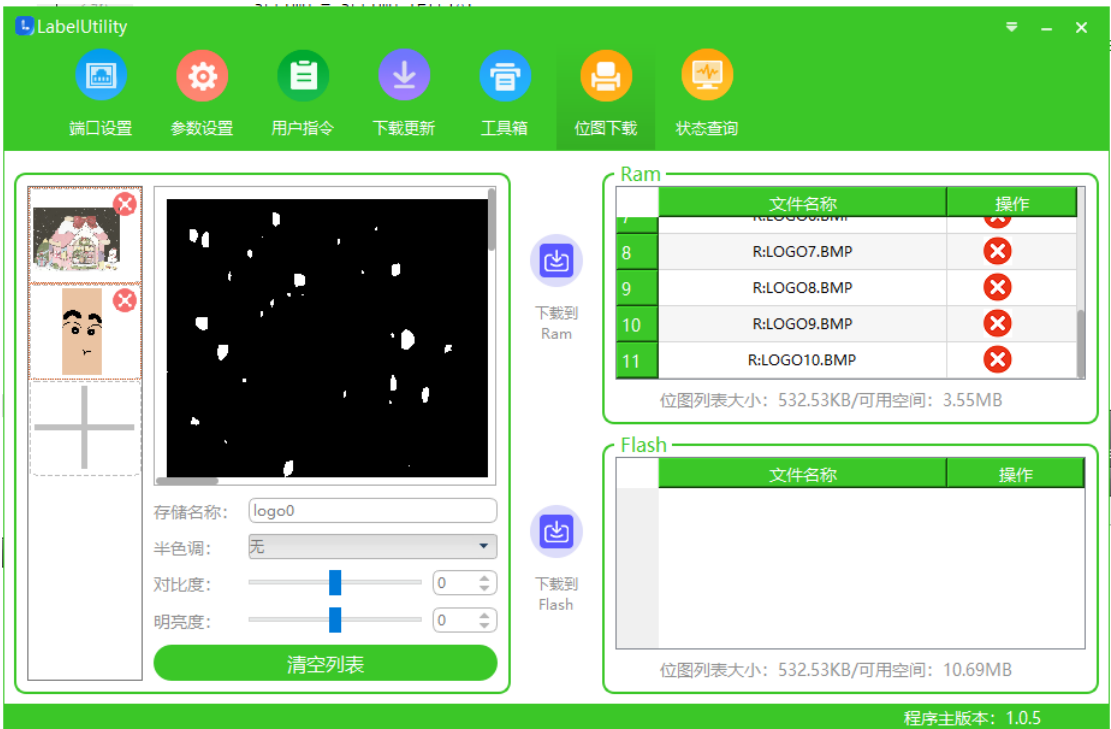 LabelUtility
端口设置 参数设置 用户指令 下载更新 工具箱 位图下载 状态查询
存储名称： logo0
半色调： 无
对比度： 0
明亮度： 0
清空列表
下载到
Ram
下载到
Flash
Ram
文件名称 操作
7 R:LOGO6.BMP
8 R:LOGO7.BMP
9 R:LOGO8.BMP
10 R:LOGO9.BMP
11 R:LOGO10.BMP
位图列表大小：532.53KB/可用空间：3.55MB
Flash
文件名称 操作
位图列表大小：532.53KB/可用空间：10.69MB
程序主版本：1.0.5